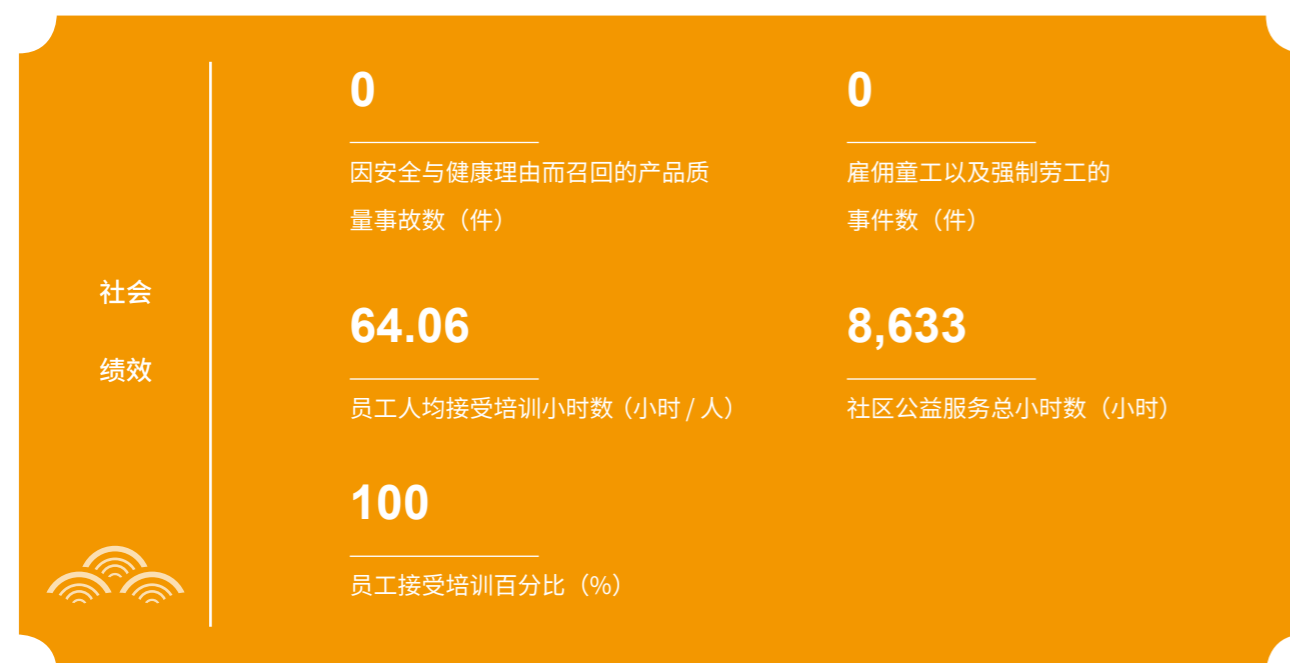 社会
绩效
0
因安全与健康理由而召回的产品质
量事故数（件）
0
雇佣童工以及强制劳工的
事件数（件）
64.06
员工人均接受培训小时数（小时 / 人）
8,633
社区公益服务总小时数（小时）
100
员工接受培训百分比（%）